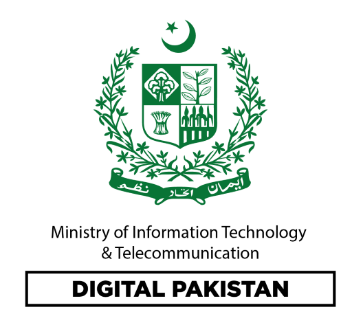 ایمان اتحاد نظم
Ministry of Information Technology
& Telecommunication
DIGITAL PAKISTAN